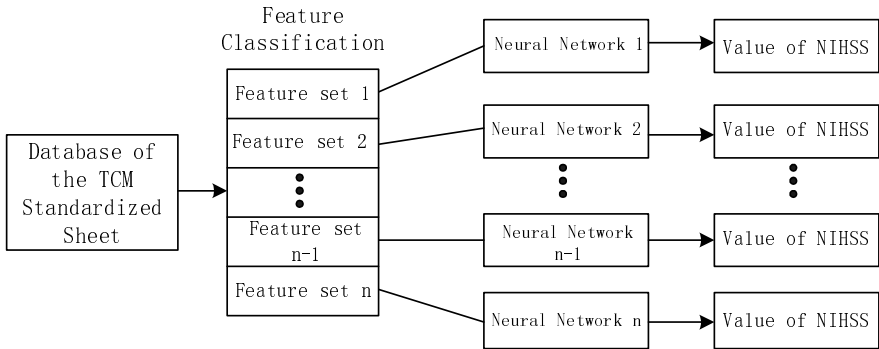 Feature
Classification
Neural Network 1
Value of NIHSS
Feature set 1
Neural Network 2
Value of NIHSS
Feature set 2
Database of
the TCM
Standardized
Sheet
Feature set
n-1
Neural Network
n-1
Value of NIHSS
Feature set n
Neural Network n
Value of NIHSS